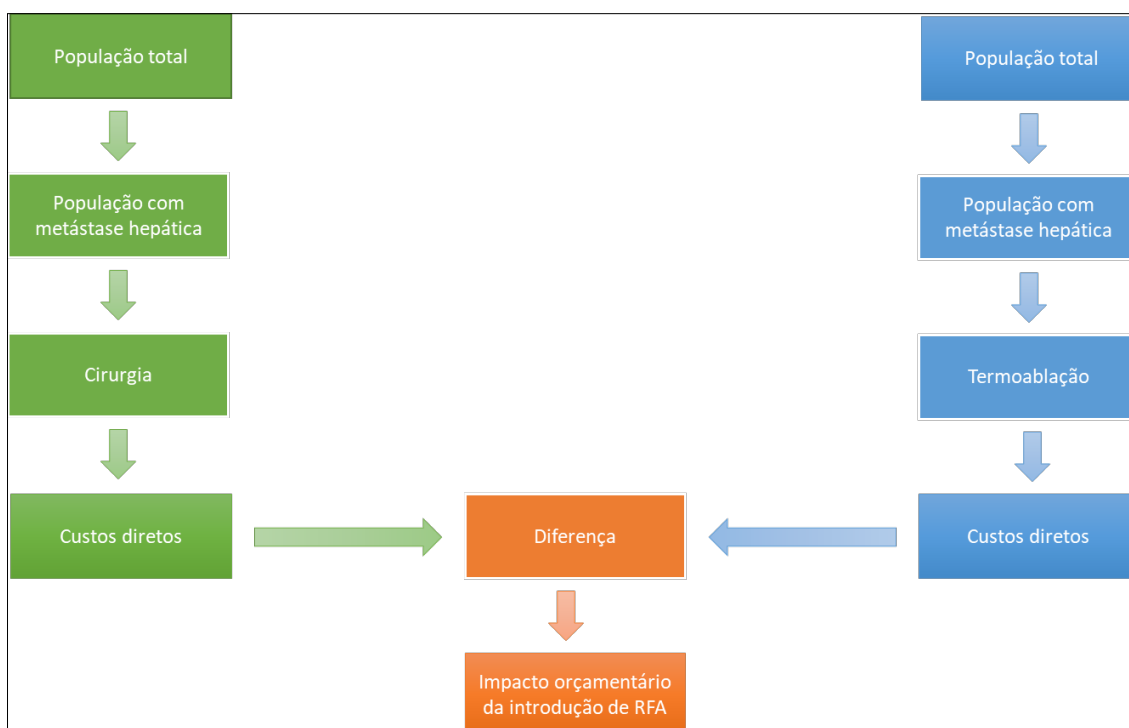 População total
População total
População com
metástase hepática
População com
metástase hepática
Cirurgia
Termoablação
Custos diretos
Diferença
Custos diretos
Impacto orçamentário
da introdução de RFA